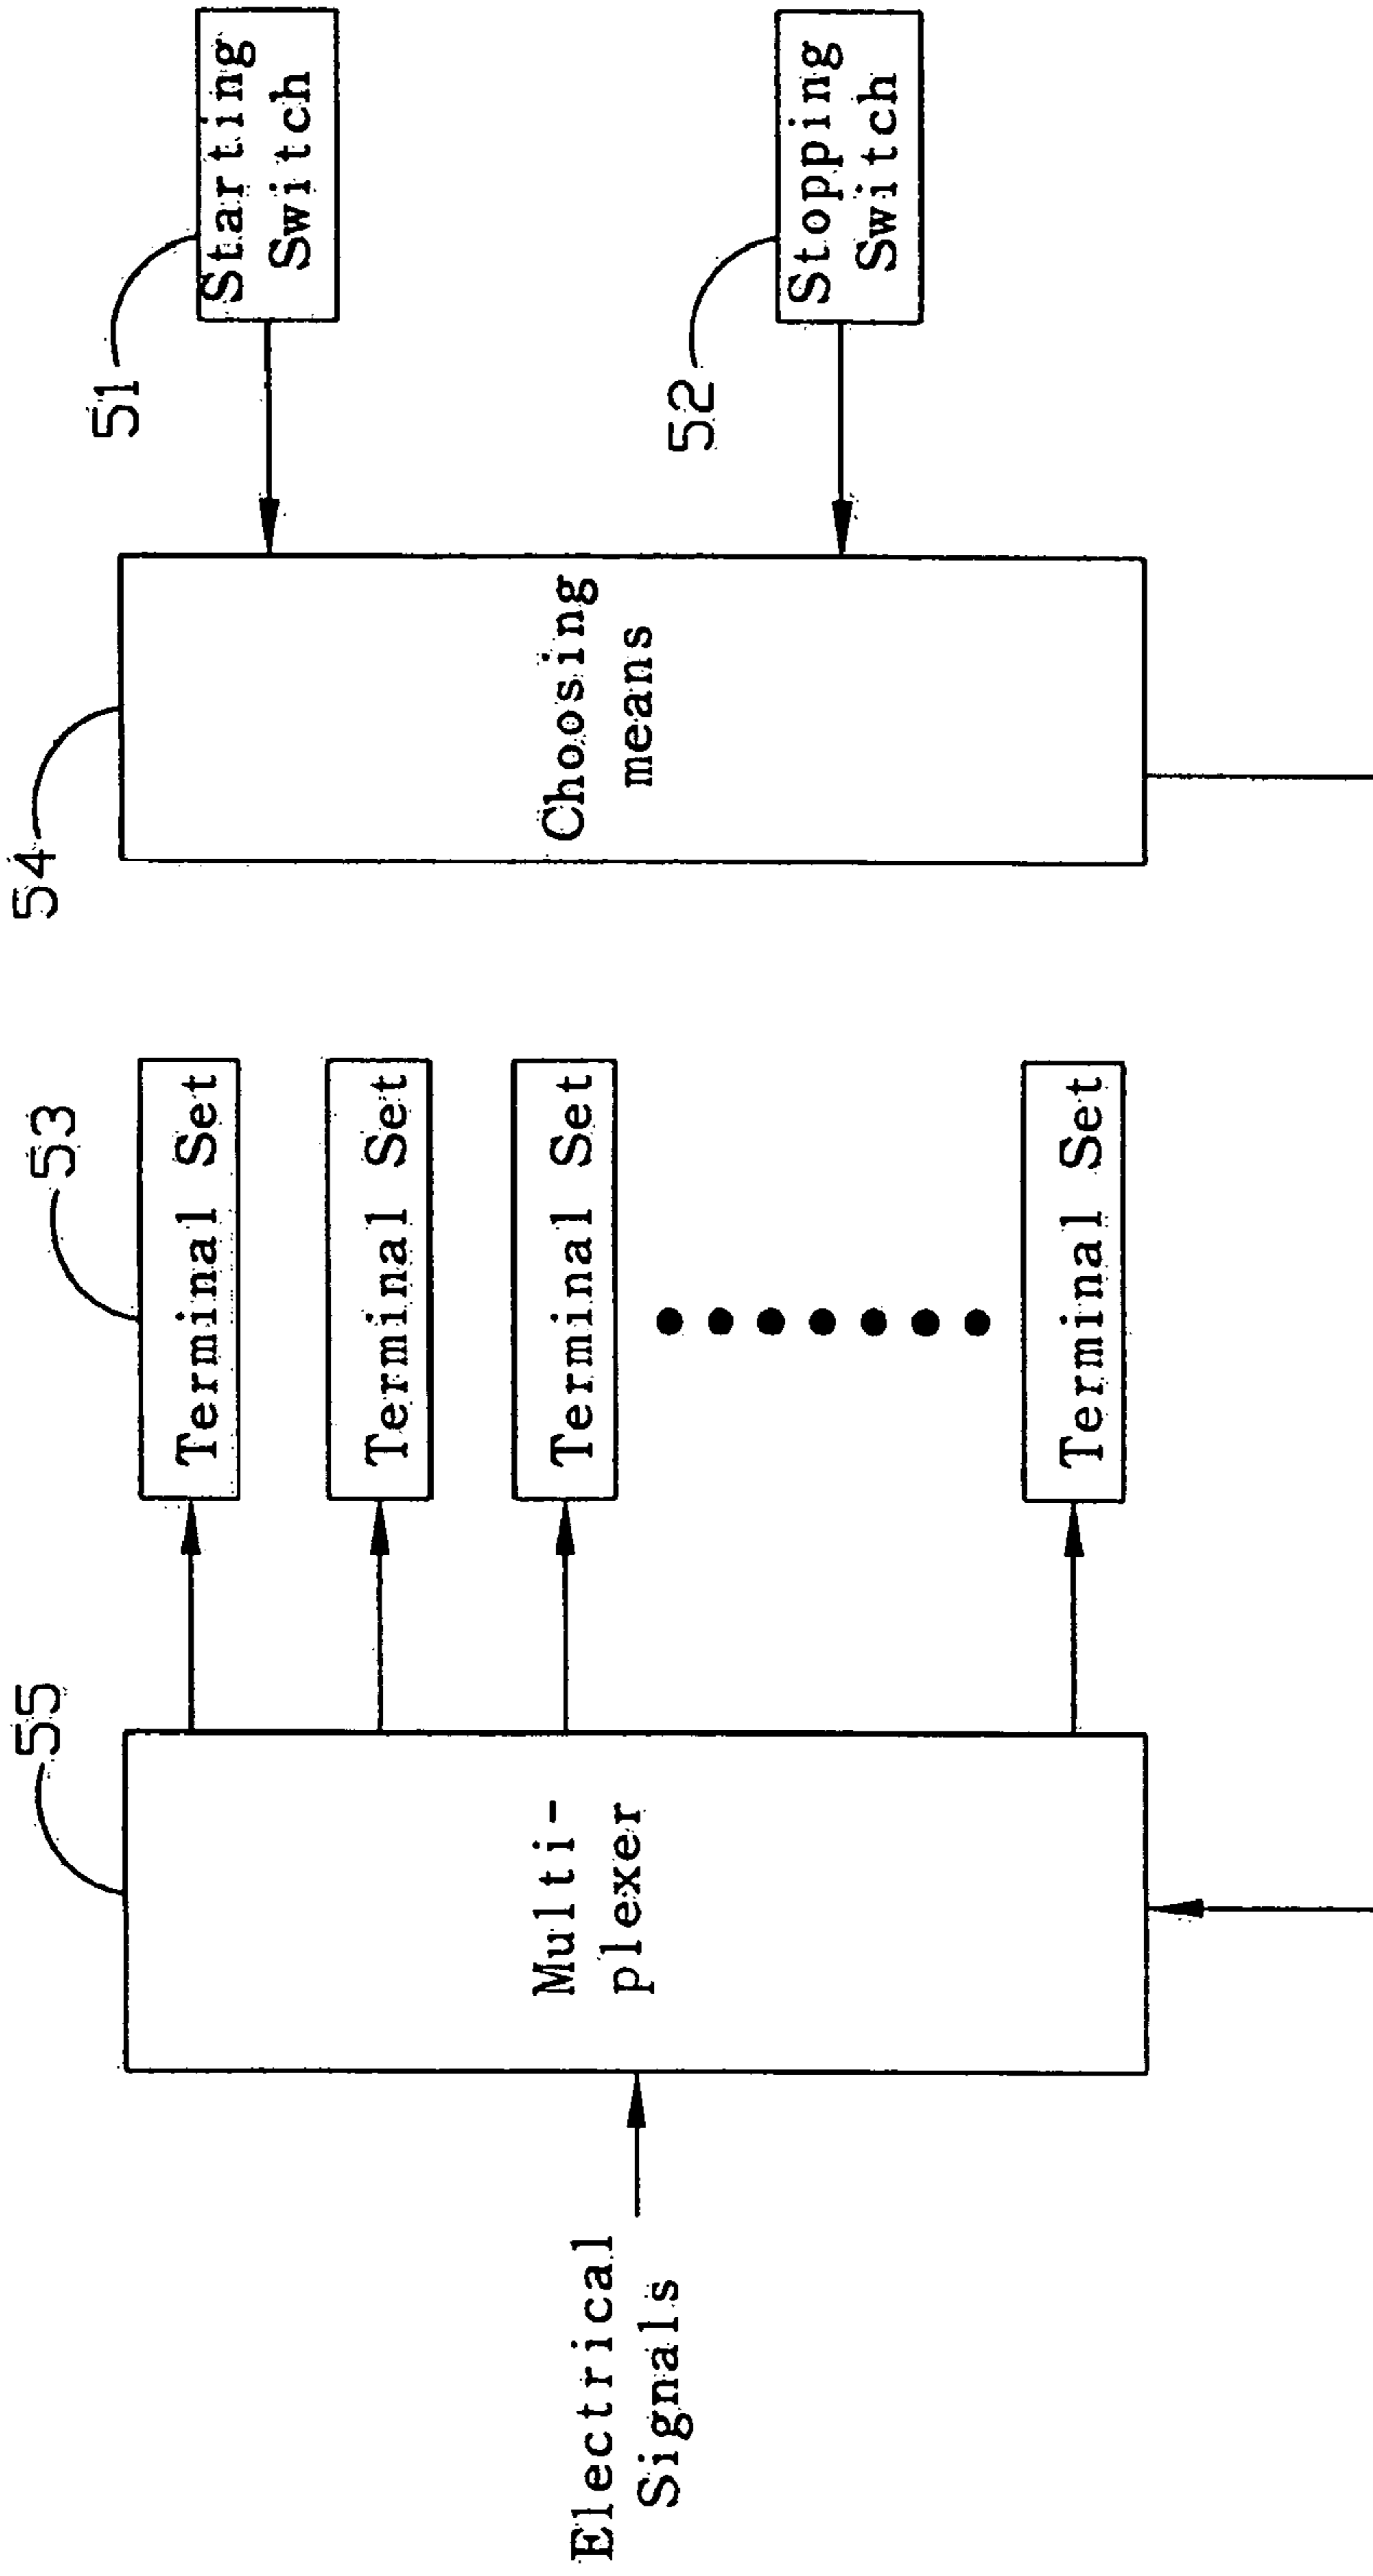 55
53
54
51
52
Electrical
Signals
Multi-
plexer
Terminal Set
Terminal Set
Terminal Set
Terminal Set
Choosing
means
Starting
Switch
Stopping
Switch